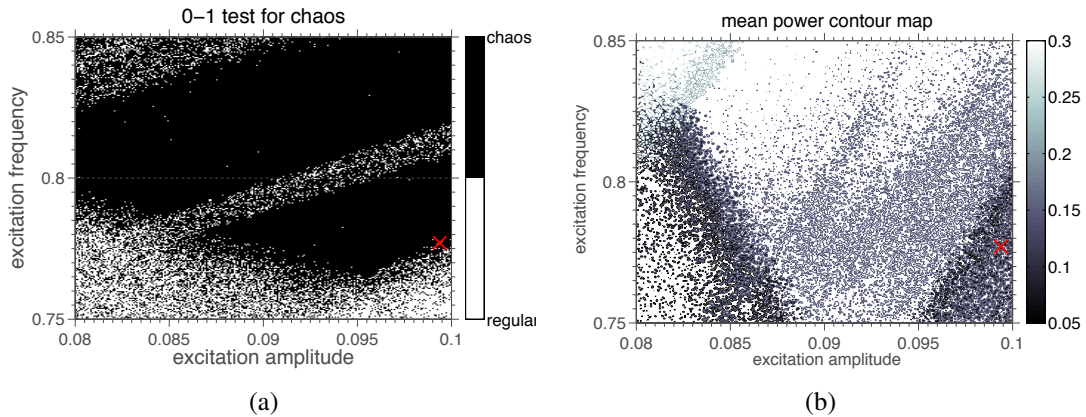 0−1 test for chaos
0.85
0.8
0.75
excitation frequency
0.08
0.085
0.09
0.095
0.1
excitation amplitude
chaos
regular
(a)
mean power contour map
0.85
0.8
0.75
excitation frequency
0.08
0.085
0.09
0.095
0.1
excitation amplitude
0.3
0.25
0.2
0.15
0.1
0.05
(b)